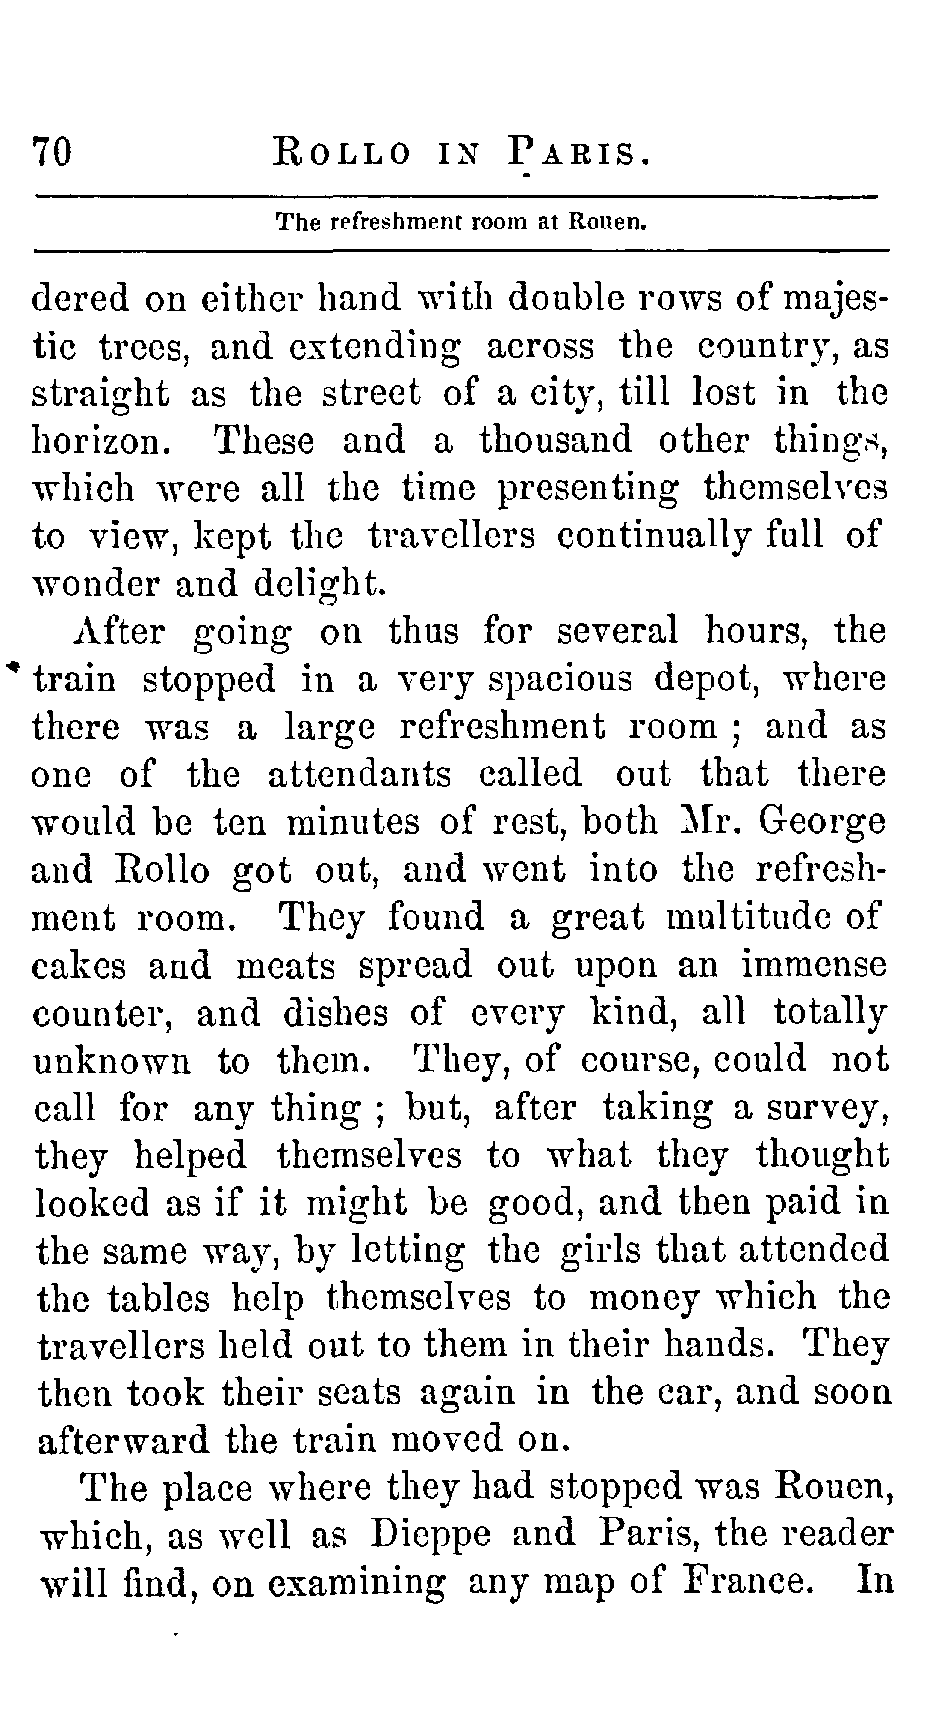 70 ROLLO IN PARIS.
The refreshment room at Rouen.
dered on either hand with double rows of majes-
tic trees, and extending across the country, as
straight as the street of a city, till lost in the
horizon. These and a thousand other things,
which were all the time presenting themselves
to view, kept the travellers continually full of
wonder and delight.
After going on thus for several hours, the
train stopped in a very spacious depot, where
there was a large refreshment room ; and as
one of the attendants called out that there
would be ten minutes of rest, both Mr. George
and Rollo got out, and went into the refresh-
ment room. They found a great multitude of
cakes and meats spread out upon an immense
counter, and dishes of every kind, all totally
unknown to them. They, of course, could not
call for any thing ; but, after taking a survey,
they helped themselves to what they thought
looked as if it might be good, and then paid in
the same way, by letting the girls that attended
the tables help themselves to money which the
travellers held out to them in their hands. They
then took their seats again in the car, and soon
afterward the train moved on.
The place where they had stopped was Rouen,
which, as well as Dieppe and Paris, the reader
will find, on examining any map of France. In